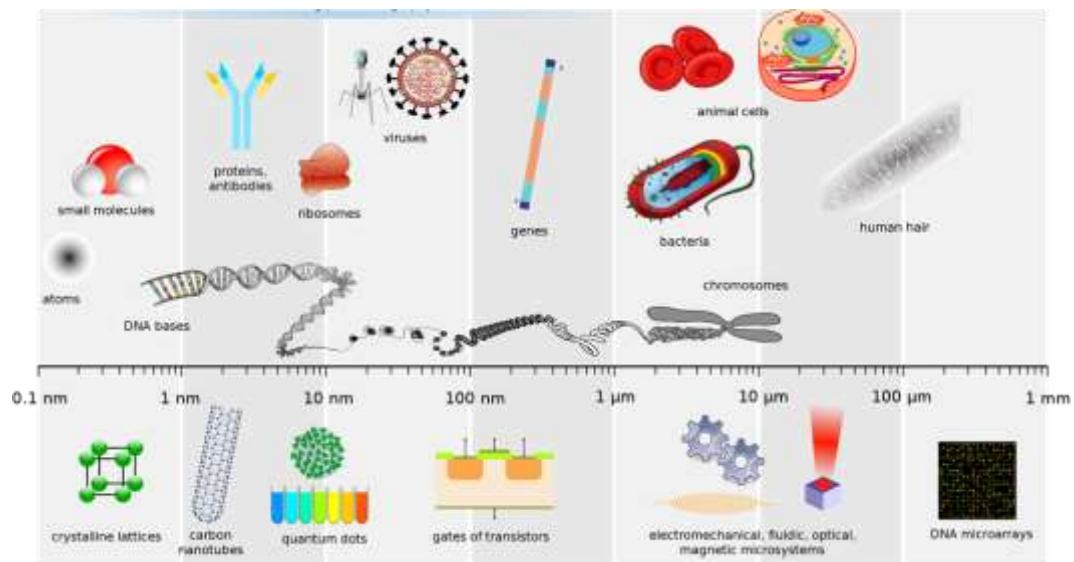 viruses
animal cells
proteins,
antibodies
small molecules
ribosomes
genes
bacteria
human hair
atoms
DNA bases
chromosomes
0.1 nm
1 nm
10 nm
100 nm
1 µm
10 µm
100 µm
1 mm
crystalline lattices
carbon
nanotubes
quantum dots
gates of transistors
electromechanical, fluidic, optical,
magnetic microsystems
DNA microarrays